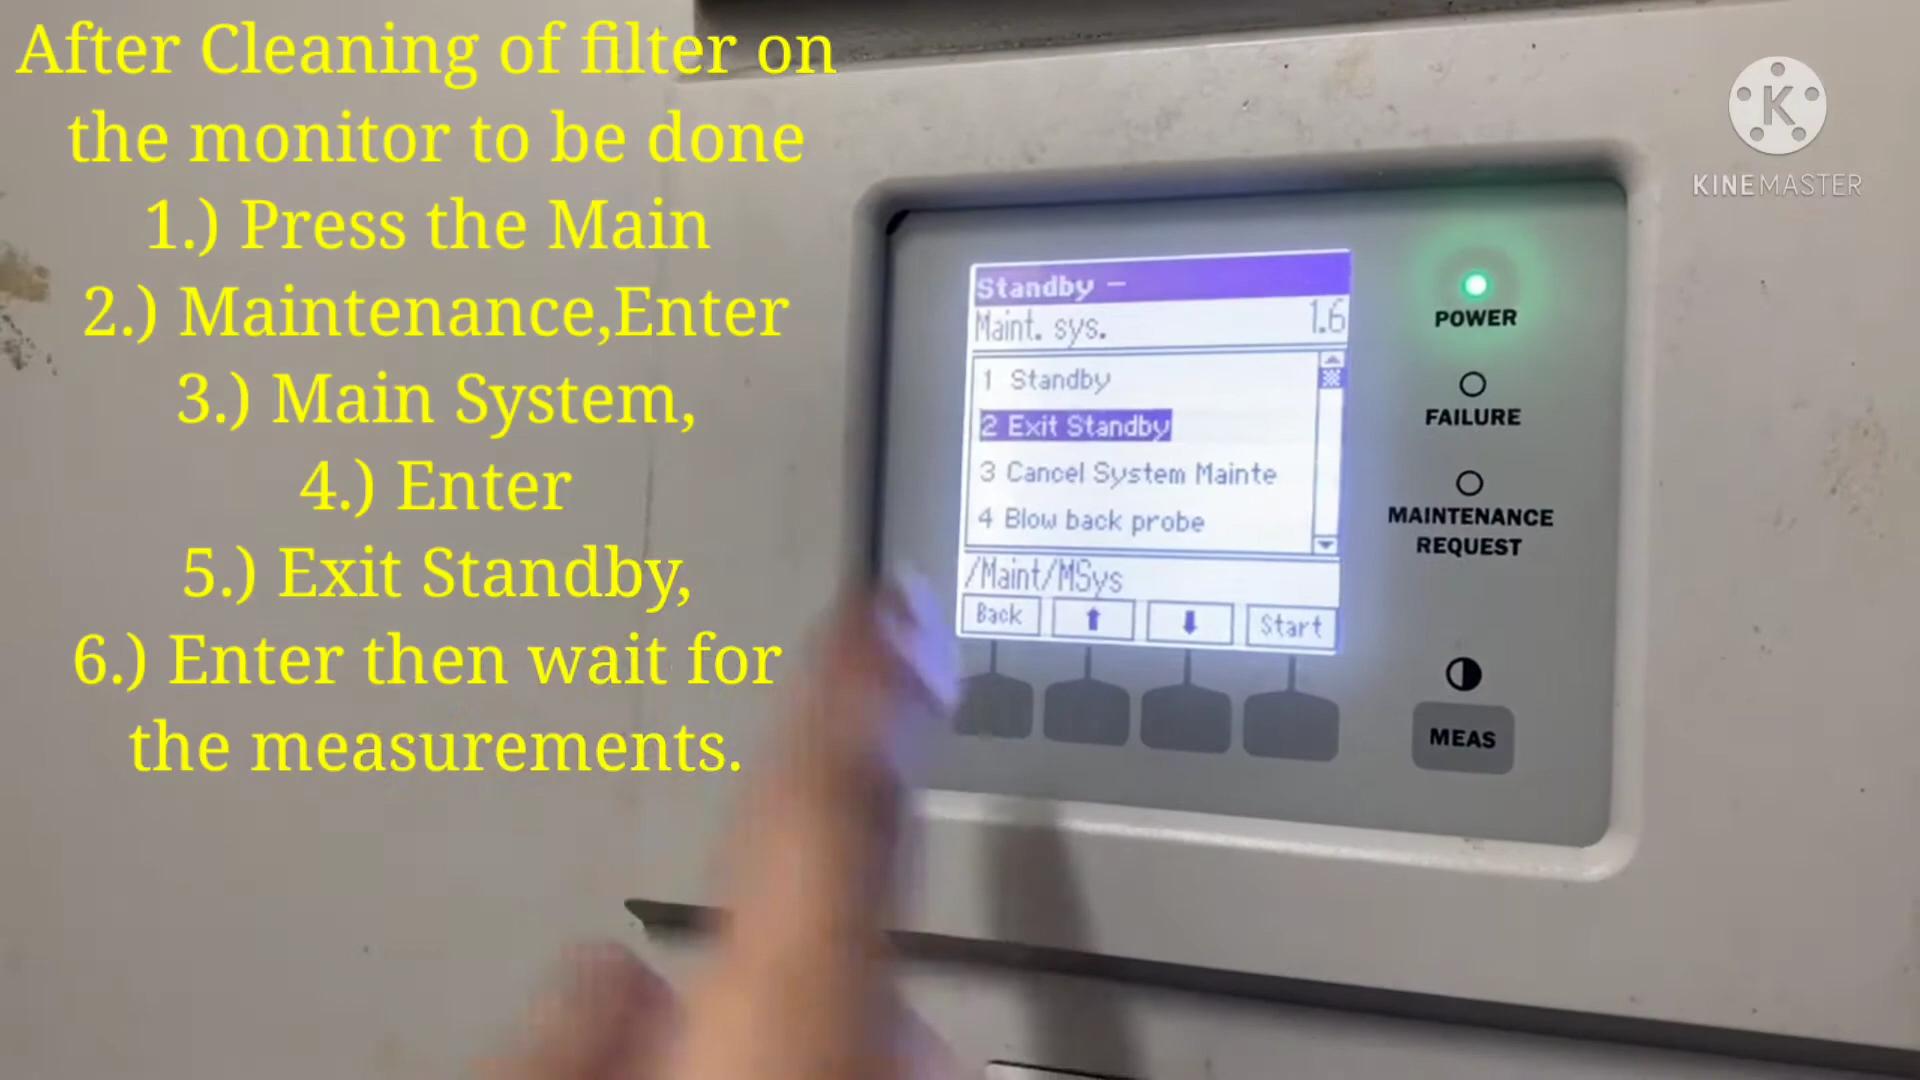 After Cleaning of filter on
the monitor to be done
1.) Press the Main
2.) Maintenance,Enter
3.) Main System,
4.) Enter
5.) Exit Standby,
6.) Enter then wait for
the measurements.
K
KINEMASTER
Standby –
Maint. sys. 1.6
1 Standby
2 Exit Standby
3 Cancel System Mainte
4 Blow back probe
/Maint/MSys
Back ⬆ ⬇ Start
POWER
FAILURE
MAINTENANCE
REQUEST
MEAS